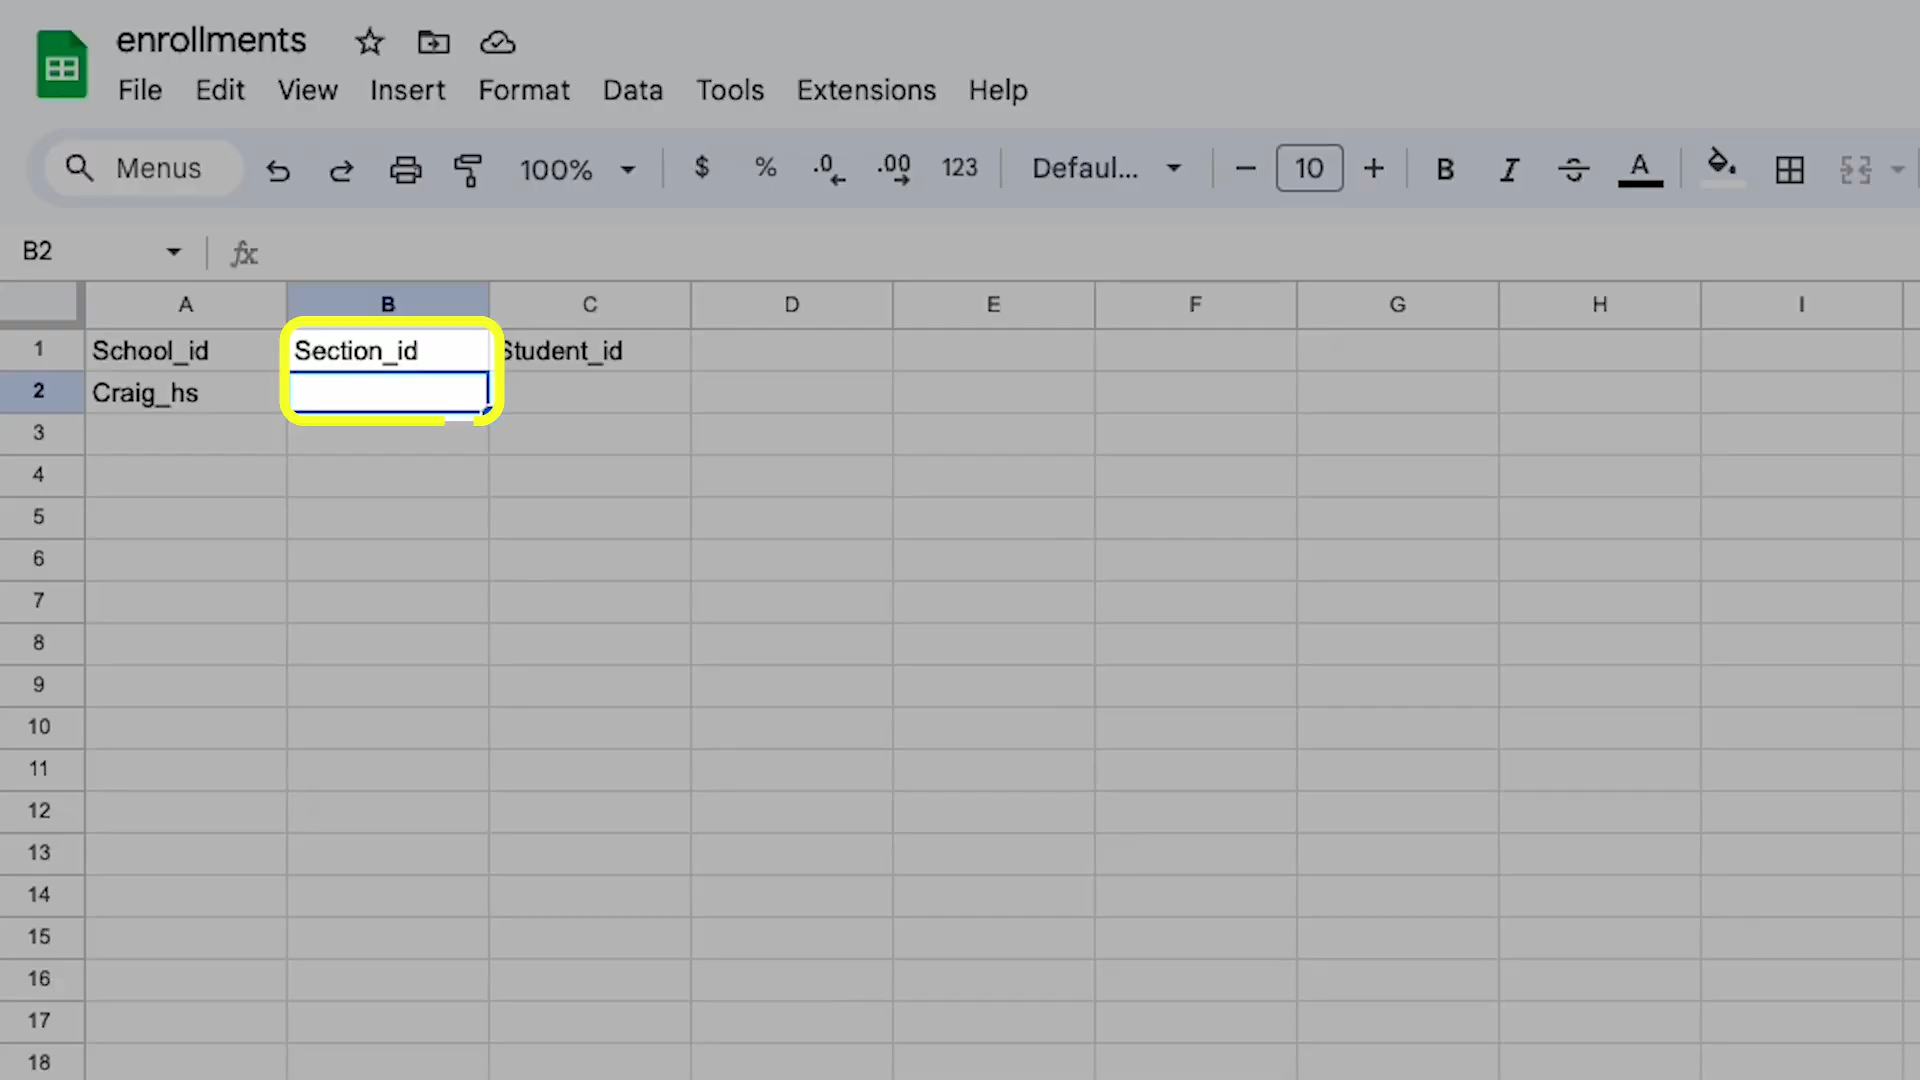 enrollments
File Edit View Insert Format Data Tools Extensions Help
Menus 100% $ % .0 .00 123 Defaul... 10 B I S A
B2 fx
A B C D E F G H I
1 School_id Section_id Student_id
2 Craig_hs
3
4
5
6
7
8
9
10
11
12
13
14
15
16
17
18